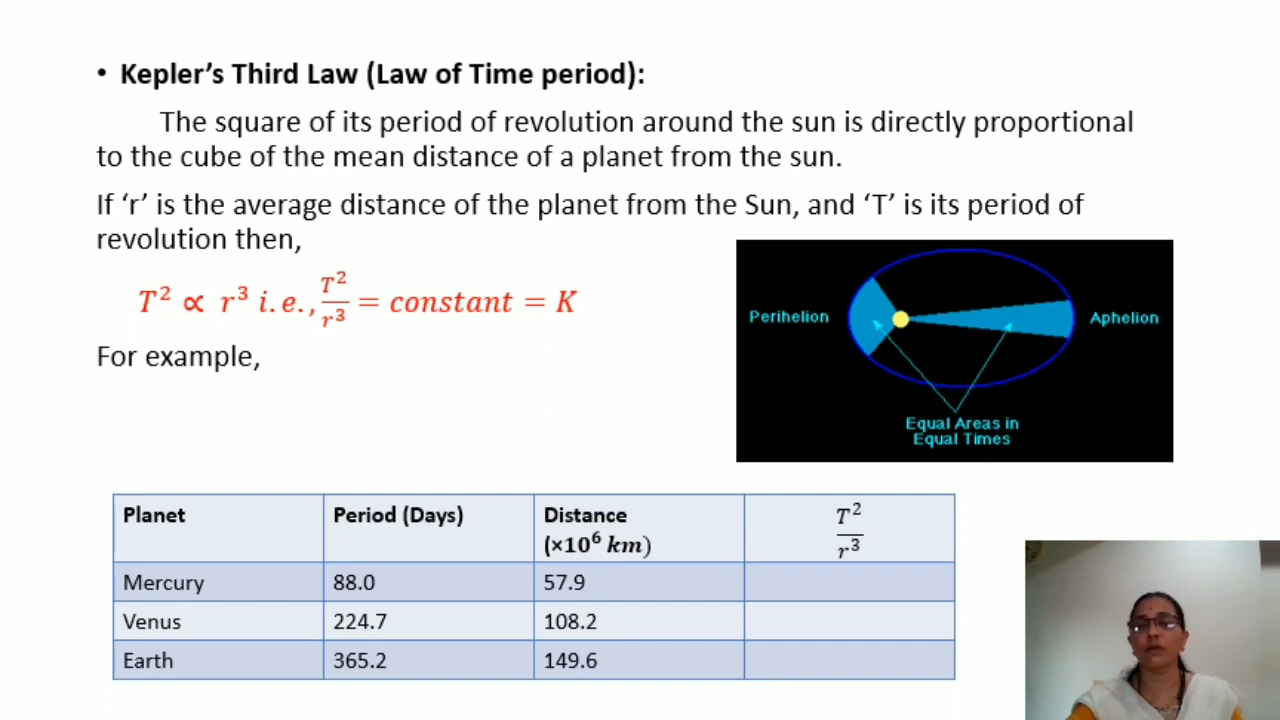 • Kepler’s Third Law (Law of Time period):
The square of its period of revolution around the sun is directly proportional
to the cube of the mean distance of a planet from the sun.
If ‘r’ is the average distance of the planet from the Sun, and ‘T’ is its period of
revolution then,
T² ∝ r³ i.e., T²/r³ = constant = K
For example,
Perihelion
Aphelion
Equal Areas in
Equal Times
Planet Period (Days) Distance (×10⁶ km) T²/r³
Mercury 88.0 57.9
Venus 224.7 108.2
Earth 365.2 149.6